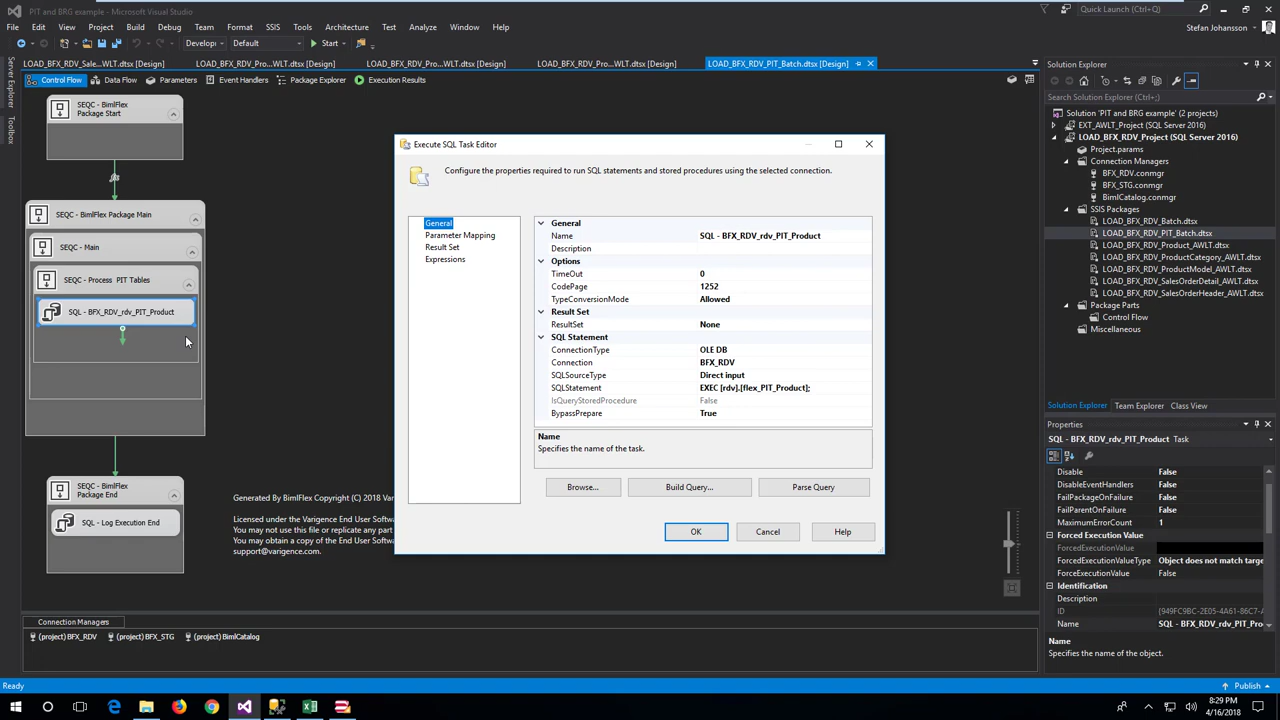 PIT and BRG example - Microsoft Visual Studio
Quick Launch (Ctrl+Q)
File Edit View Project Build Debug Team Format SSIS Tools Architecture Test Analyze Window Help
Stefan Johansson
Develop Default Start
LOAD_BFX_RDV_Sale...WLT.dtsx [Design] LOAD_BFX_RDV_Pro...WLT.dtsx [Design] LOAD_BFX_RDV_Pro...WLT.dtsx [Design] LOAD_BFX_RDV_Pro...WLT.dtsx [Design] LOAD_BFX_RDV_PIT_Batch.dtsx [Design]
Control Flow Data Flow Parameters Event Handlers Package Explorer Execution Results
Server Explorer
Toolbox
SEQC - BimlFlex
Package Start
SEQC - BimlFlex Package Main
SEQC - Main
SEQC - Process PIT Tables
SQL - BFX_RDV_rdv_PIT_Product
SEQC - BimlFlex
Package End
SQL - Log Execution End
Generated By BimlFlex Copyright (C) 2018 Varigence
Licensed under the Varigence End User Softwa
You may not use this file or replicate any part
You may obtain a copy of the End User Softwa
support@varigence.com.
Execute SQL Task Editor
Configure the properties required to run SQL statements and stored procedures using the selected connection.
General
Parameter Mapping
Result Set
Expressions
General
Name SQL - BFX_RDV_rdv_PIT_Product
Description
Options
TimeOut 0
CodePage 1252
TypeConversionMode Allowed
Result Set
ResultSet None
SQL Statement
ConnectionType OLE DB
Connection BFX_RDV
SQLSourceType Direct input
SQLStatement EXEC [rdv].[flex_PIT_Product];
IsQueryStoredProcedure False
BypassPrepare True
Name
Specifies the name of the task.
Browse... Build Query... Parse Query
OK Cancel Help
Connection Managers
(project) BFX_RDV (project) BFX_STG (project) BimlCatalog
Solution Explorer
Search Solution Explorer (Ctrl+;)
Solution 'PIT and BRG example' (2 projects)
EXT_AWLT_Project (SQL Server 2016)
LOAD_BFX_RDV_Project (SQL Server 2016)
Project.params
Connection Managers
BFX_RDV.conmgr
BFX_STG.conmgr
BimlCatalog.conmgr
SSIS Packages
LOAD_BFX_RDV_Batch.dtsx
LOAD_BFX_RDV_PIT_Batch.dtsx
LOAD_BFX_RDV_Product_AWLT.dtsx
LOAD_BFX_RDV_ProductCategory_AWLT.dtsx
LOAD_BFX_RDV_ProductModel_AWLT.dtsx
LOAD_BFX_RDV_SalesOrderDetail_AWLT.dtsx
LOAD_BFX_RDV_SalesOrderHeader_AWLT.dtsx
Package Parts
Control Flow
Miscellaneous
Solution Explorer Team Explorer Class View
Properties
SQL - BFX_RDV_rdv_PIT_Product Task
Disable False
DisableEventHandlers False
FailPackageOnFailure False
FailParentOnFailure False
MaximumErrorCount 1
Forced Execution Value
ForcedExecutionValue
ForcedExecutionValueType Object does not match targe
ForceExecutionValue False
Identification
Description
ID {949FC9BC-2E05-4A61-86C7-A
Name SQL - BFX_RDV_rdv_PIT_Pro
Name
Specifies the name of the object.
Ready
Publish
8:29 PM
4/16/2018